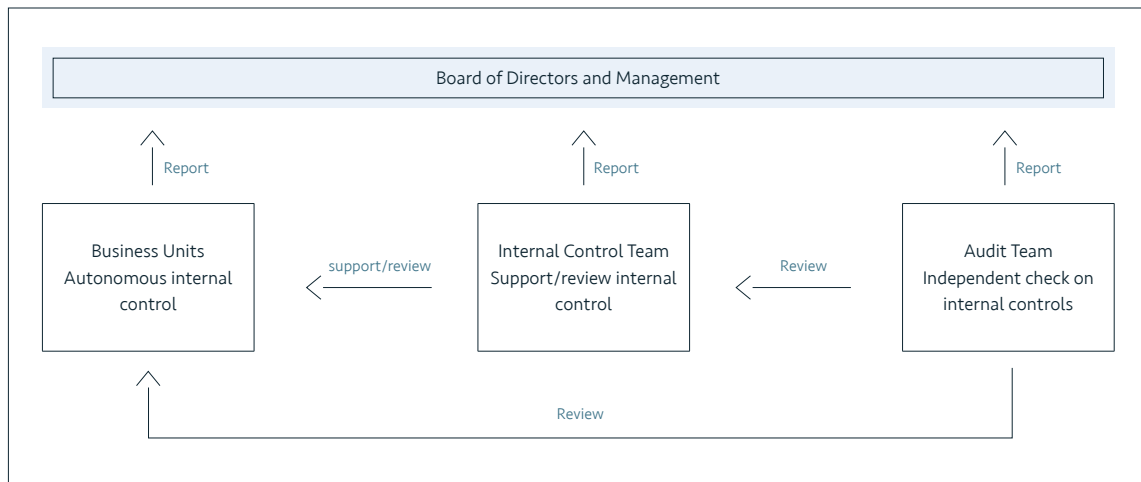 Board of Directors and Management
Report
Report
Report
Business Units
Autonomous internal
control
support/review
Internal Control Team
Support/review internal
control
Review
Audit Team
Independent check on
internal controls
Review